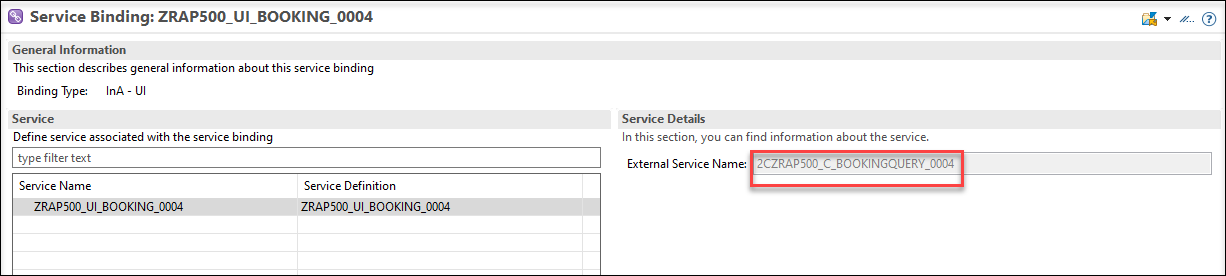 Service Binding: ZRAP500_UI_BOOKING_0004
General Information
This section describes general information about this service binding
Binding Type: InA - UI
Service
Define service associated with the service binding
type filter text
Service Name Service Definition
ZRAP500_UI_BOOKING_0004 ZRAP500_UI_BOOKING_0004
Service Details
In this section, you can find information about the service.
External Service Name: 2CZRAP500_C_BOOKINGQUERY_0004